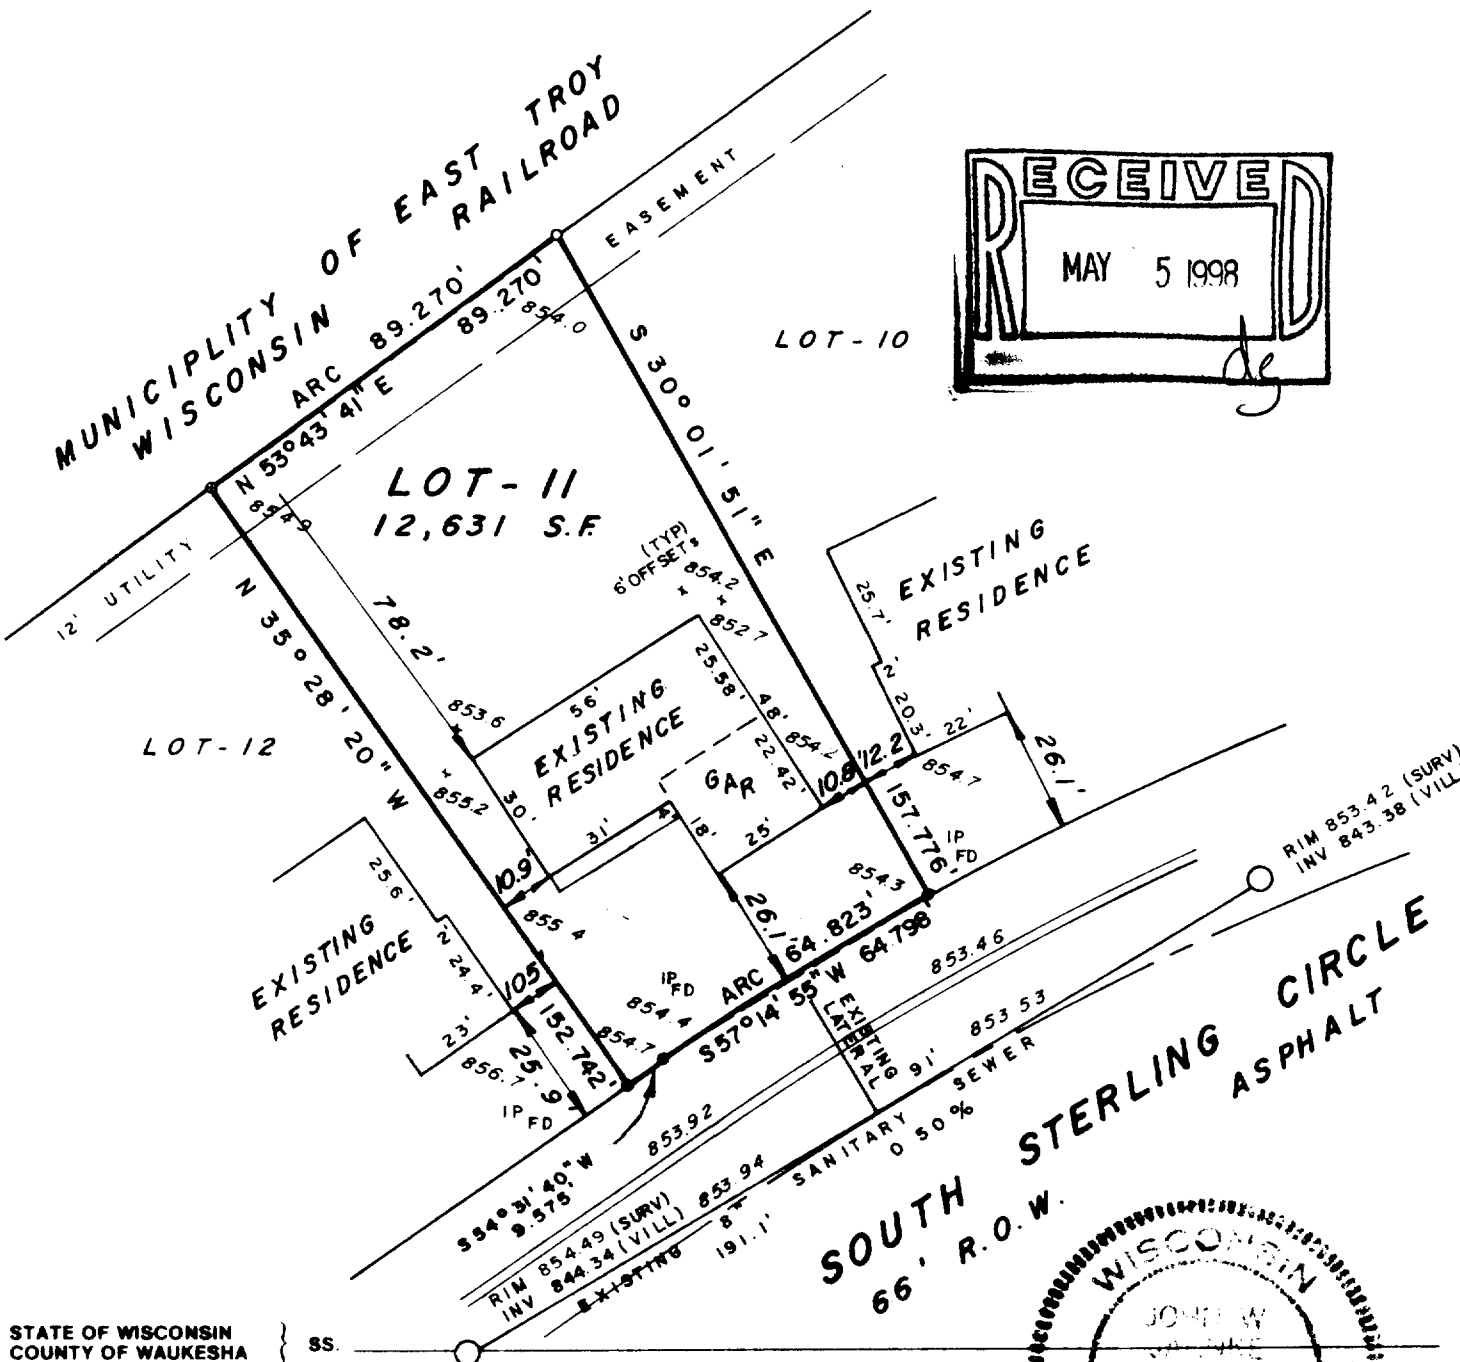 MUNICIPLITY OF EAST TROY
WISCONSIN RAILROAD
RECEIVED
MAY 5 1998
EASEMENT
ARC 89.270'
89.270'
N 53° 43' 41" E
854.0
LOT-10
S 30° 01' 51" E
LOT-11
12,631 S.F.
854.9
12' UTILITY
N 35° 28' 20" W
78.2'
(TYP)
6' OFFSETS
854.2
852.7
EXISTING
RESIDENCE
25.7'
2'
20.3'
22'
26.1'
LOT-12
853.6
56'
EXISTING
RESIDENCE
25.58'
48'
22.42'
GAR
10.8'
12.2'
854.7
855.2
30'
31'
4'
18'
25'
157.776'
IP
FD
RIM 853.42 (SURV)
INV 843.38 (VILL
10.9'
855.4
26.1'
854.3
ARC 64.823'
S57°14'55"W 64.798'
25.6'
2'
24.4'
EXISTING
RESIDENCE
23'
105
152.742'
25.9
856.7
IP
FD
IP
FD
854.4
854.7
S54°31'40"W
9.575'
EXISTING
LATERAL
91'
853.46
853.53
853.92
853.94
RIM 854.49 (SURV)
INV 844.34 (VILL)
EXISTING 8" SANITARY SEWER
191.1' 0 50%
SOUTH STERLING CIRCLE
66' R.O.W. ASPHALT
WISCONSIN
JOHN W
STATE OF WISCONSIN
COUNTY OF WAUKESHA
SS.